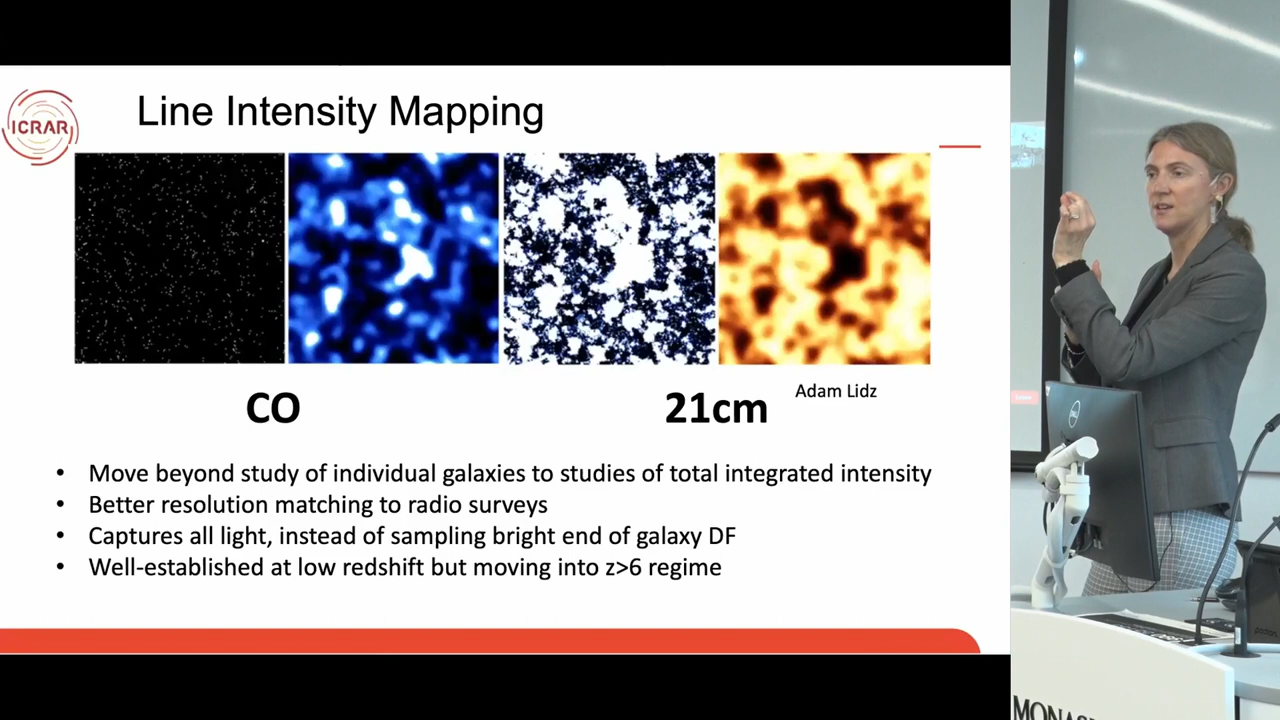 ICRAR
Line Intensity Mapping
CO
21cm
Adam Lidz
• Move beyond study of individual galaxies to studies of total integrated intensity
• Better resolution matching to radio surveys
• Captures all light, instead of sampling bright end of galaxy DF
• Well-established at low redshift but moving into z>6 regime
DELL